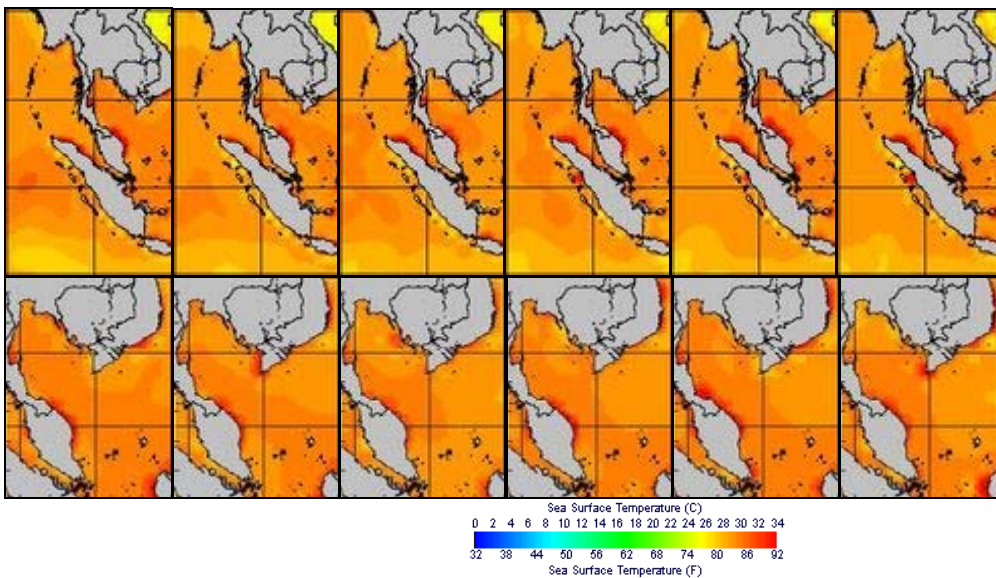 Sea Surface Temperature (C)
0 2 4 6 8 10 12 14 16 18 20 22 24 26 28 30 32 34
32 38 44 50 56 62 68 74 80 86 92
Sea Surface Temperature (F)